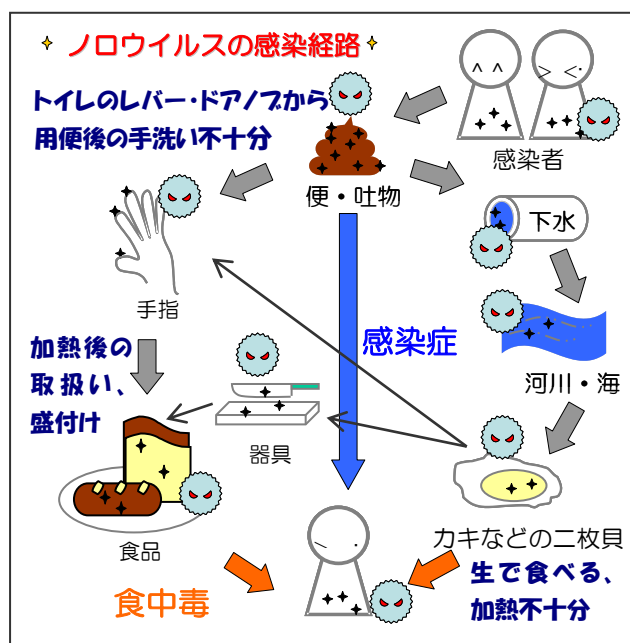 ノロウイルスの感染経路
トイレのレバー・ドアノブから
用便後の手洗い不十分
感染者
便・吐物
下水
手指
感染症
河川・海
加熱後の
取扱い、
盛付け
器具
食品
カキなどの二枚貝
生で食べる、
加熱不十分
食中毒